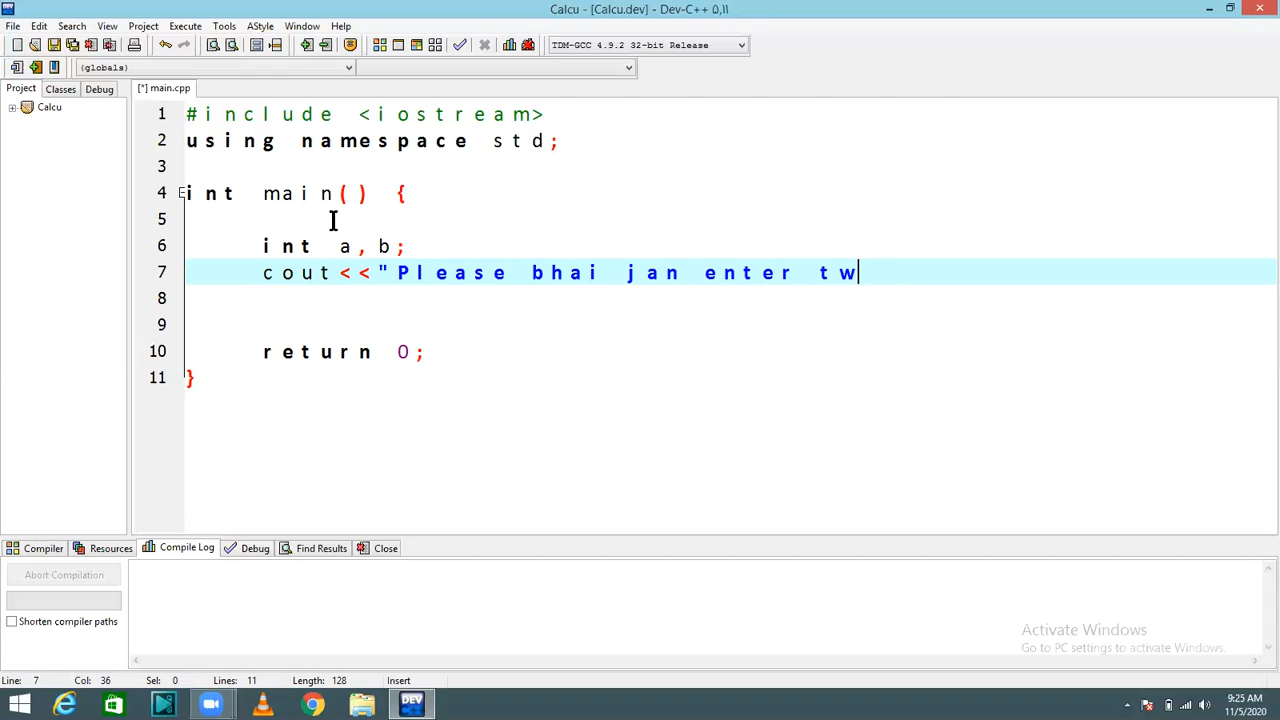 Calcu - [Calcu.dev] - Dev-C++ ۵,۱۱
File Edit Search View Project Execute Tools AStyle Window Help
TDM-GCC 4.9.2 32-bit Release
(globals)
Project Classes Debug [*] main.cpp
Calcu
1 #include <iostream>
2 using namespace std;
3
4 int main() {
5
6 int a,b;
7 cout<<"Please bhai jan enter tw
8
9
10 return 0;
11 }
Compiler Resources Compile Log Debug Find Results Close
Abort Compilation
Shorten compiler paths
Activate Windows
Go to PC settings to activate Windows.
Line: 7 Col: 36 Sel: 0 Lines: 11 Length: 128 Insert
DEV
9:25 AM
11/5/2020